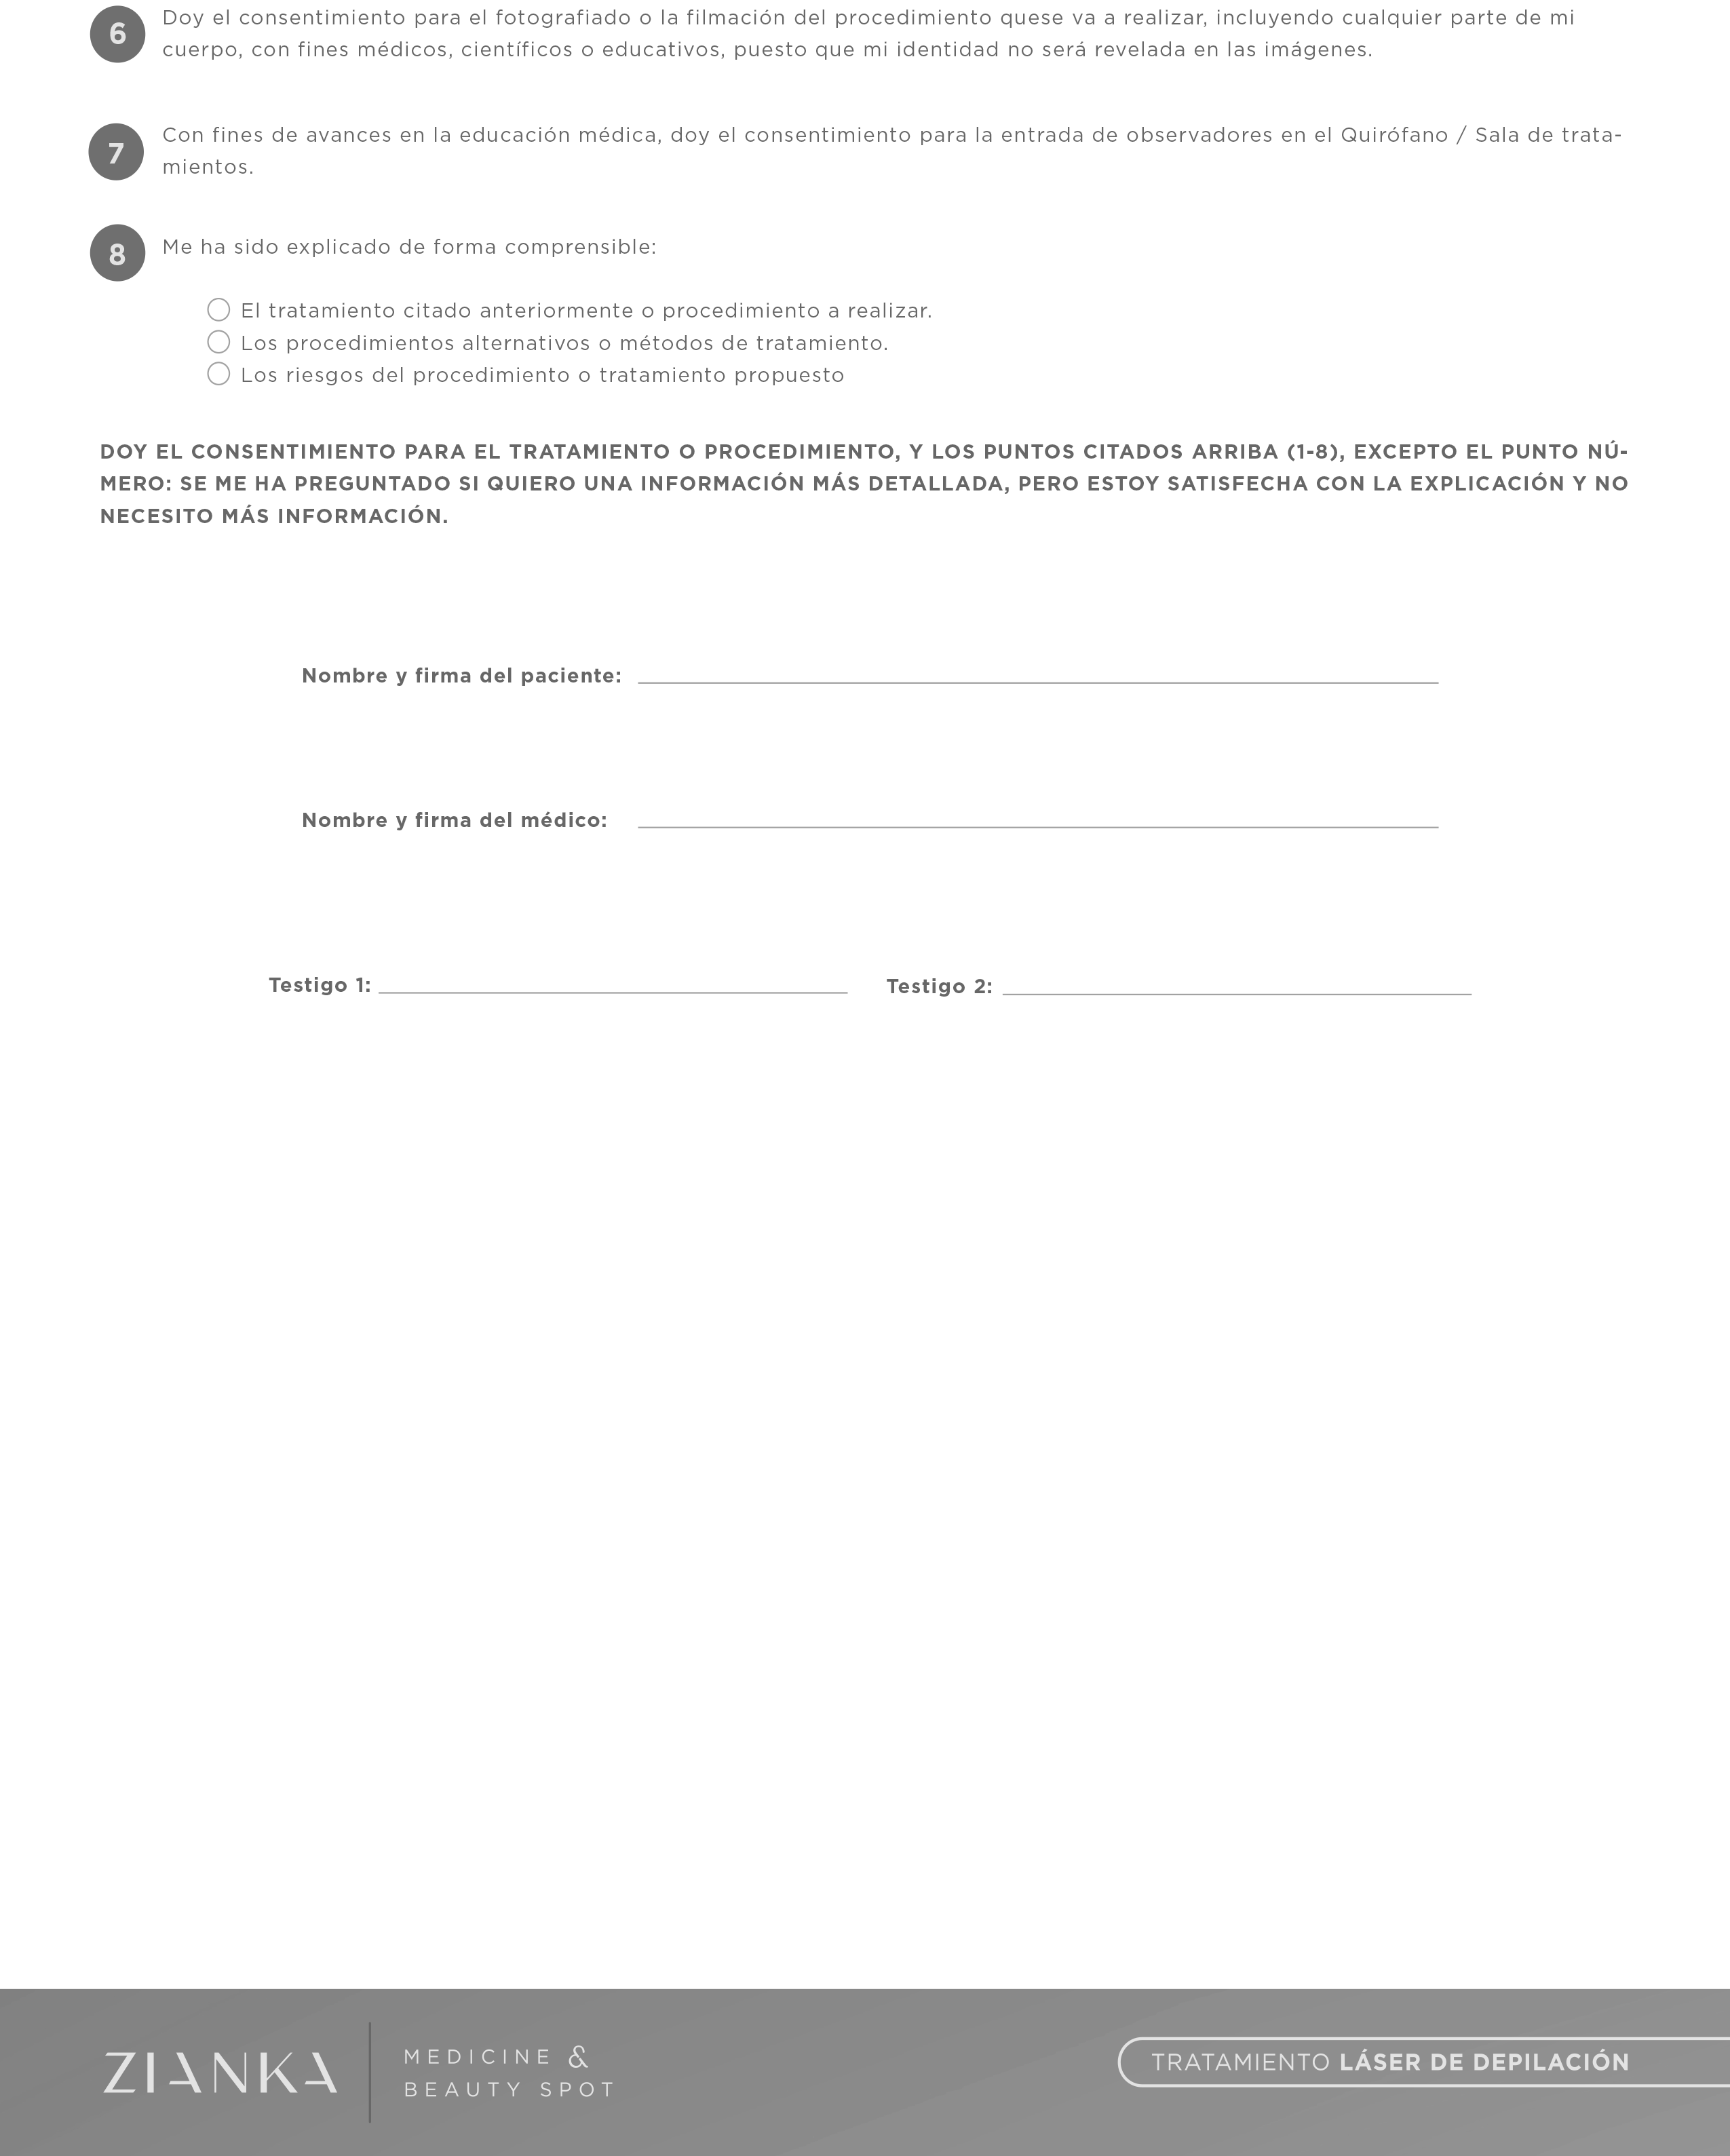 6 Doy el consentimiento para el fotografiado o la filmación del procedimiento quese va a realizar, incluyendo cualquier parte de mi
cuerpo, con fines médicos, científicos o educativos, puesto que mi identidad no será revelada en las imágenes.
7 Con fines de avances en la educación médica, doy el consentimiento para la entrada de observadores en el Quirófano / Sala de trata-
mientos.
8 Me ha sido explicado de forma comprensible:
El tratamiento citado anteriormente o procedimiento a realizar.
Los procedimientos alternativos o métodos de tratamiento.
Los riesgos del procedimiento o tratamiento propuesto
DOY EL CONSENTIMIENTO PARA EL TRATAMIENTO O PROCEDIMIENTO, Y LOS PUNTOS CITADOS ARRIBA (1-8), EXCEPTO EL PUNTO NÚ-
MERO: SE ME HA PREGUNTADO SI QUIERO UNA INFORMACIÓN MÁS DETALLADA, PERO ESTOY SATISFECHA CON LA EXPLICACIÓN Y NO
NECESITO MÁS INFORMACIÓN.
Nombre y firma del paciente:
Nombre y firma del médico:
Testigo 1: Testigo 2:
ZIANKA
MEDICINE &
BEAUTY SPOT
TRATAMIENTO LÁSER DE DEPILACIÓN